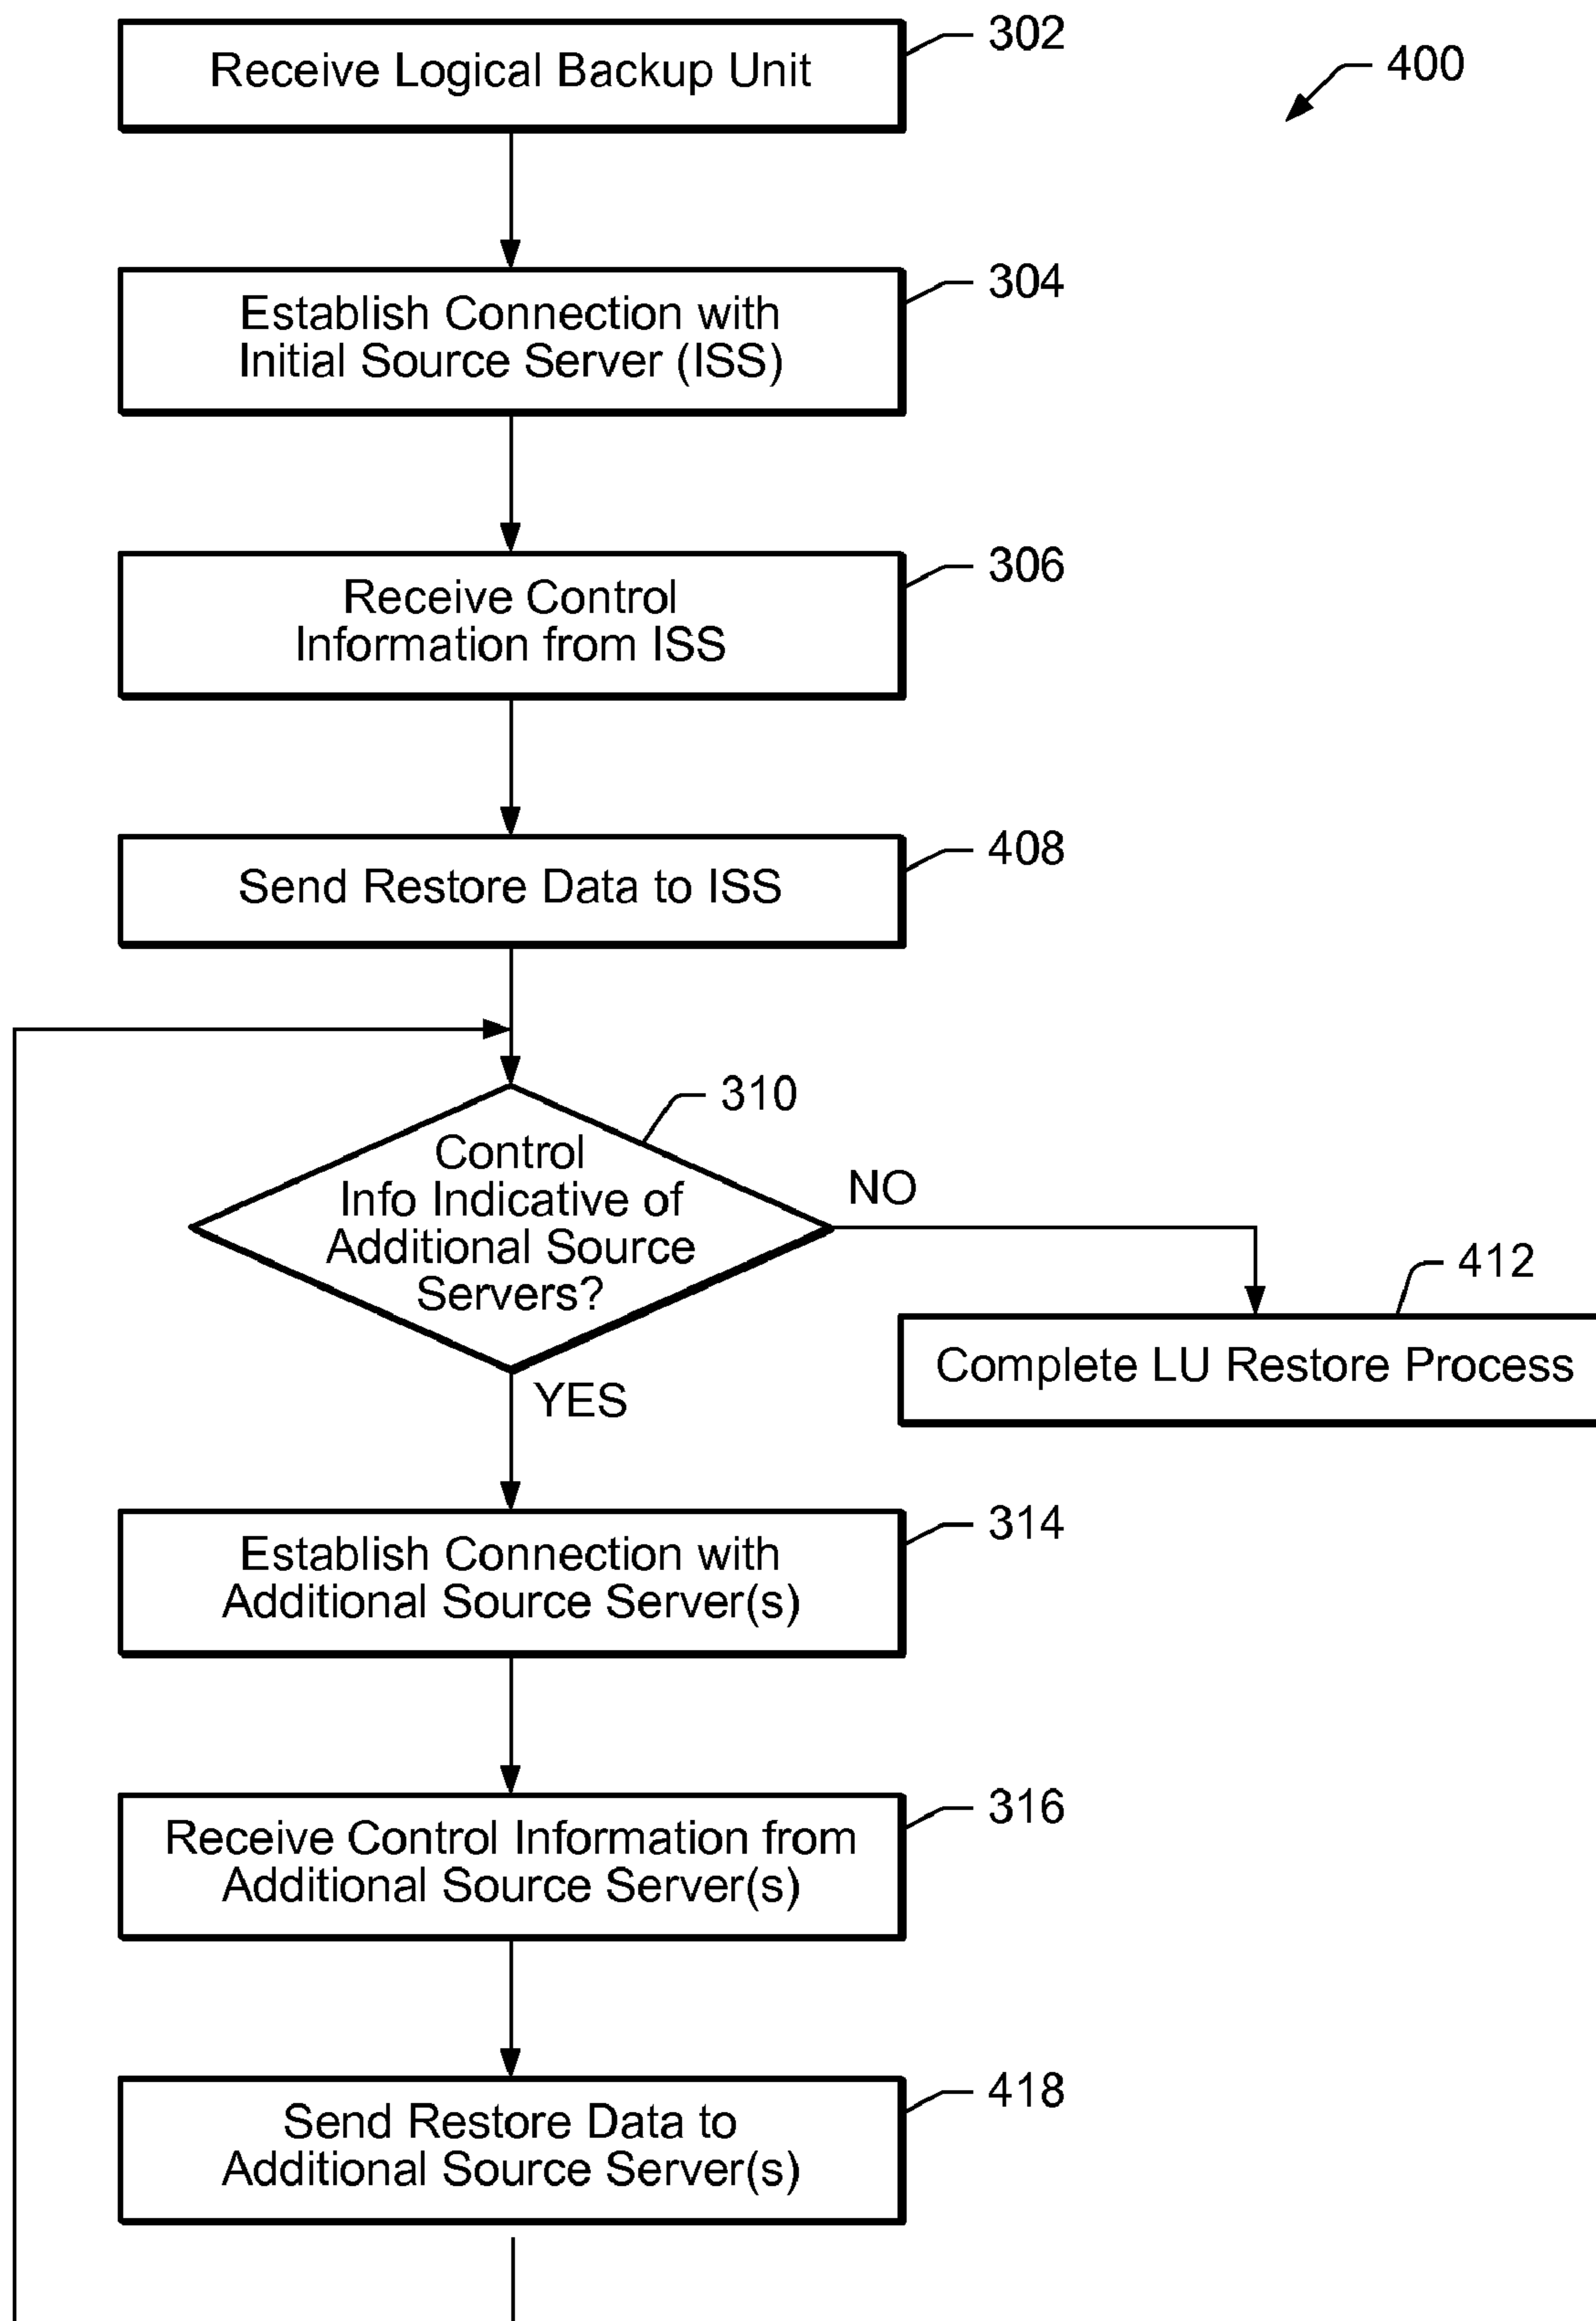 Receive Logical Backup Unit
302
400
Establish Connection with
Initial Source Server (ISS)
304
Receive Control
Information from ISS
306
Send Restore Data to ISS
408
Control
Info Indicative of
Additional Source
Servers?
310
NO
412
Complete LU Restore Process
YES
Establish Connection with
Additional Source Server(s)
314
Receive Control Information from
Additional Source Server(s)
316
Send Restore Data to
Additional Source Server(s)
418